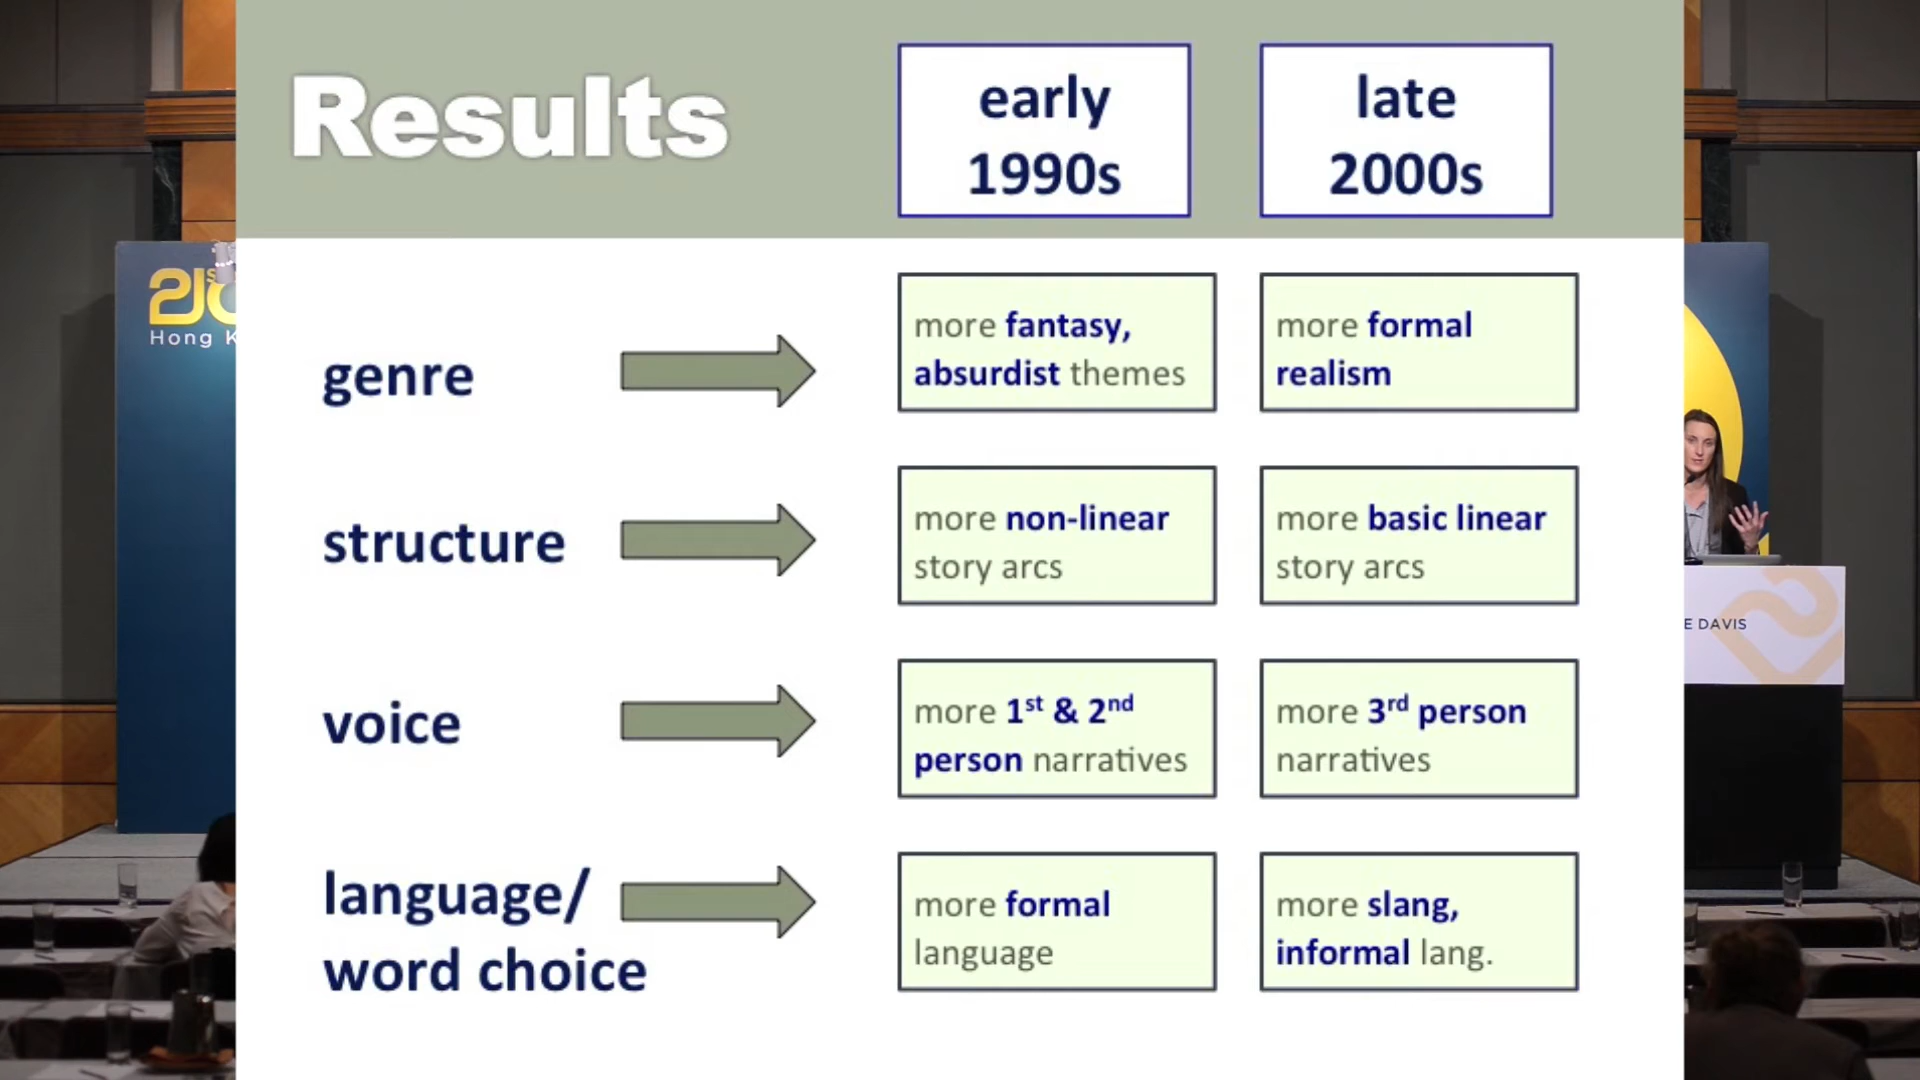 Results
early
1990s
late
2000s
genre
more fantasy,
absurdist themes
more formal
realism
structure
more non-linear
story arcs
more basic linear
story arcs
voice
more 1st & 2nd
person narratives
more 3rd person
narratives
language/
word choice
more formal
language
more slang,
informal lang.
Hong K
E DAVIS